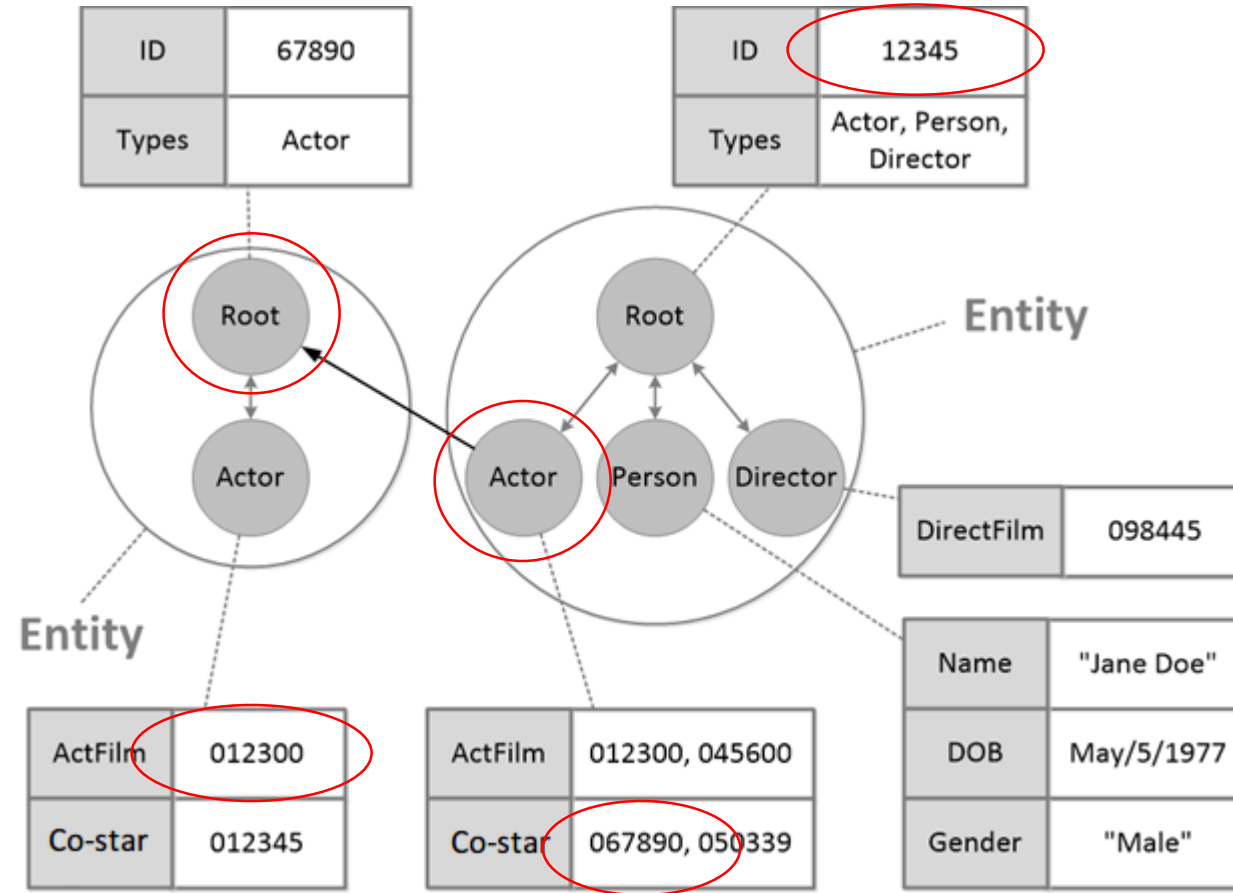 ID 67890
Types Actor
ID 12345
Types Actor, Person,
Director
Root
Actor
Entity
Root
Actor Person Director
Entity
DirectFilm 098445
Name "Jane Doe"
DOB May/5/1977
Gender "Male"
ActFilm 012300
Co-star 012345
ActFilm 012300, 045600
Co-star 067890, 050339